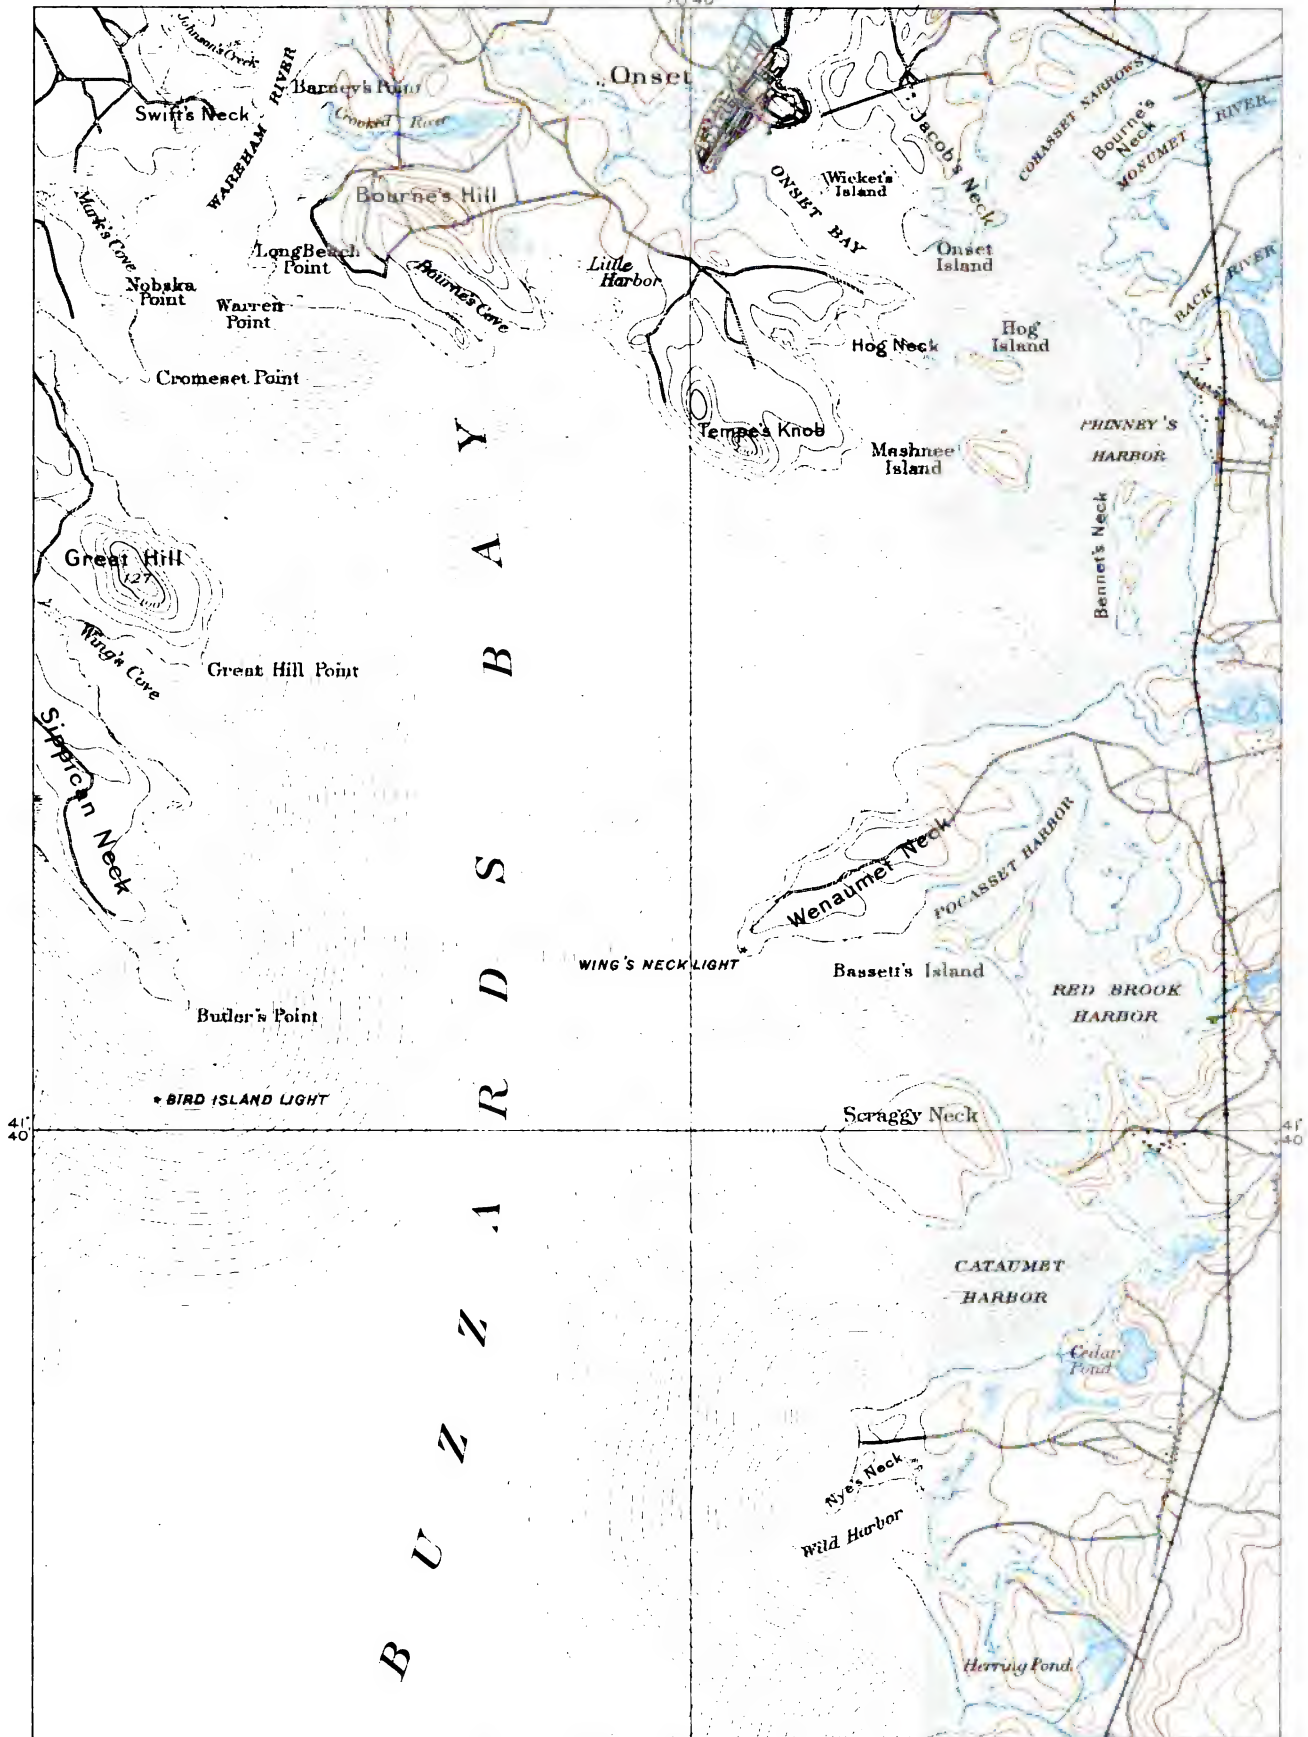 Johnson's Creek
WAREHAM RIVER
Barney's Point
Onset
Swift's Neck
Crooked River
Jacob's Neck
COHASSET NARROWS
Bourne's
Neck
MONUMET RIVER
Wicket's
Island
Bourne's Hill
ONSET BAY
Mark's Cove
Long Beach
Point
Bourne's Cove
Little
Harbor
Onset
Island
BACK RIVER
Nobska
Point
Warren
Point
Hog Neck
Hog
Island
Cromeset Point
Tempe's Knob
Mashnee
Island
PHINNEY'S
HARBOR
Bennet's Neck
Great Hill
127
Wing's Cove
Great Hill Point
Sippican Neck
Wenaumet Neck
POCASSET HARBOR
WING'S NECK LIGHT
Bassett's Island
RED BROOK
HARBOR
Butler's Point
BIRD ISLAND LIGHT
Scraggy Neck
41°
40'
41°
40'
CATAUMET
HARBOR
Cedar
Pond
Nye's Neck
Wild Harbor
Herring Pond
BUZZARDS BAY